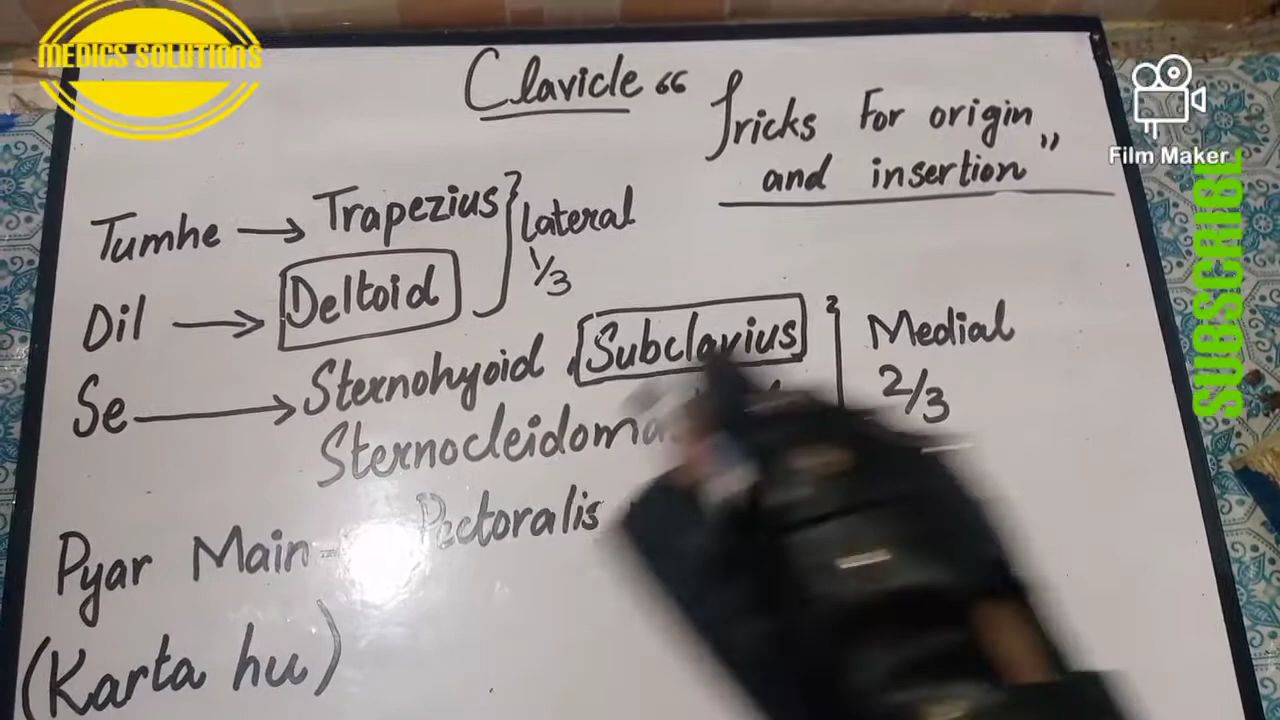 MEDICS SOLUTIONS
Clavicle “ Tricks For origin
and insertion ”
Film Maker
SUBSCRIBE
Tumhe → Trapezius } lateral
Dil → Deltoid 1/3
Se → Sternohyoid Subclavius } Medial
2/3
Pyar Main Pectoralis
(Karta hu)